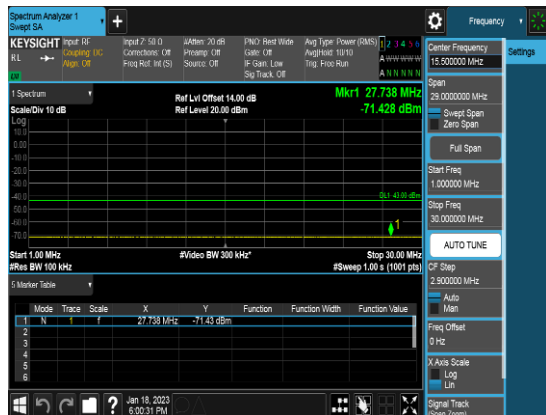 Spectrum Analyzer 1
Swept SA
+
Frequency
KEYSIGHT
RL
Input: RF
Coupling: DC
Align: Off
Input Z: 50 Ω
Corrections: Off
Freq Ref: Int (S)
#Atten: 20 dB
Preamp: Off
Source: Off
PNO: Best Wide
Gate: Off
IF Gain: Low
Sig Track: Off
Avg Type: Power (RMS)
Avg|Hold: 10/10
Trig: Free Run
1 2 3 4 5 6
A W W W W W
A N N N N N
Center Frequency
15.500000 MHz
Settings
Span
29.0000000 MHz
Swept Span
Zero Span
Full Span
Start Freq
1.000000 MHz
Stop Freq
30.000000 MHz
AUTO TUNE
CF Step
2.900000 MHz
Auto
Man
Freq Offset
0 Hz
X Axis Scale
Log
Lin
Signal Track
(Span Zoom)
1 Spectrum
Scale/Div 10 dB
Ref Lvl Offset 14.00 dB
Ref Level 20.00 dBm
Mkr1 27.738 MHz
-71.428 dBm
Log
10.0
0.00
-10.0
-20.0
-30.0
-40.0
-50.0
-60.0
-70.0
DL1 -43.00 dBm
1
Start 1.00 MHz
#Res BW 100 kHz
#Video BW 300 kHz*
Stop 30.00 MHz
#Sweep 1.00 s (1001 pts)
5 Marker Table
Mode Trace Scale X Y Function Function Width Function Value
1 N 1 f 27.738 MHz -71.43 dBm
2
3
4
5
6
?
Jan 18, 2023
6:00:31 PM